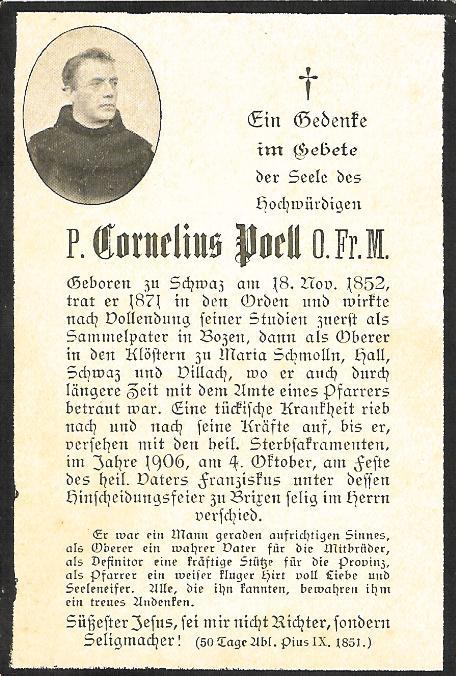 †
Ein Gedenke
im Gebete
der Seele des
Hochwürdigen
P. Cornelius Poell O. Fr. M.
Geboren zu Schwaz am 18. Nov. 1852,
trat er 1871 in den Orden und wirkte
nach Vollendung seiner Studien zuerst als
Sammelpater in Bozen, dann als Oberer
in den Klöstern zu Maria Schmolln, Hall,
Schwaz und Villach, wo er auch durch
längere Zeit mit dem Amte eines Pfarrers
betraut war. Eine tückische Krankheit rieb
nach und nach seine Kräfte auf, bis er,
versehen mit den heil. Sterbsakramenten,
im Jahre 1906, am 4. Oktober, am Feste
des heil. Vaters Franziskus unter dessen
Hinscheidungsfeier zu Brixen selig im Herrn
verschied.
Er war ein Mann geraden aufrichtigen Sinnes,
als Oberer ein wahrer Vater für die Mitbrüder,
als Definitor eine kräftige Stütze für die Provinz,
als Pfarrer ein weiser kluger Hirt voll Liebe und
Seeleneifer. Alle, die ihn kannten, bewahren ihm
ein treues Andenken.
Süßester Jesus, sei mir nicht Richter, sondern
Seligmacher! (50 Tage Abl. Pius IX. 1851.)